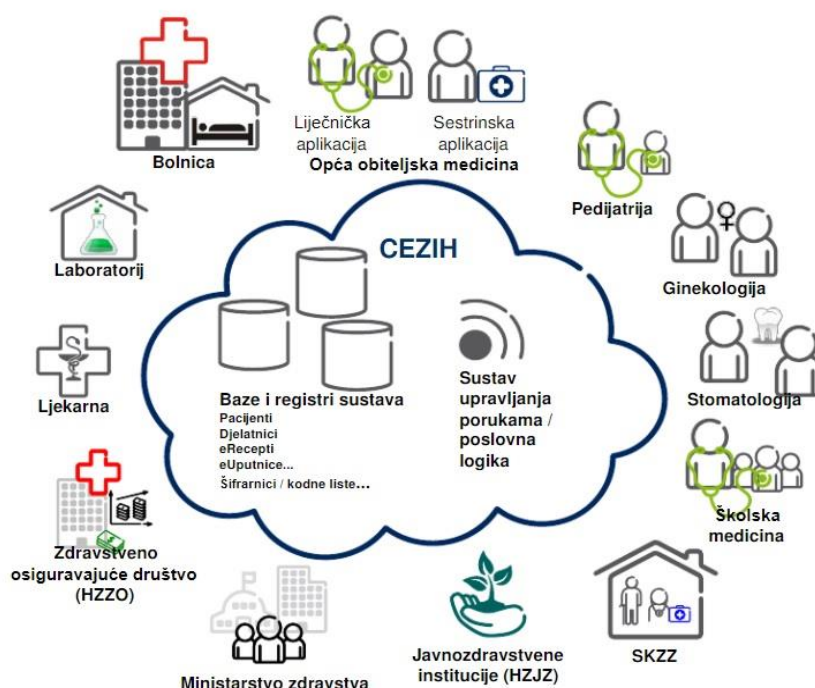 Bolnica
Liječnička
aplikacija
Sestrinska
aplikacija
Opća obiteljska medicina
Pedijatrija
Ginekologija
Stomatologija
Školska
medicina
SKZZ
Javnozdravstvene
institucije (HZJZ)
Ministarstvo zdravstva
Zdravstveno
osiguravajuće društvo
(HZZO)
Ljekarna
Laboratorij
CEZIH
Baze i registri sustava
Pacijenti
Djelatnici
eRecepti
eUputnice...
Šifrarnici / kodne liste...
Sustav
upravljanja
porukama /
poslovna
logika